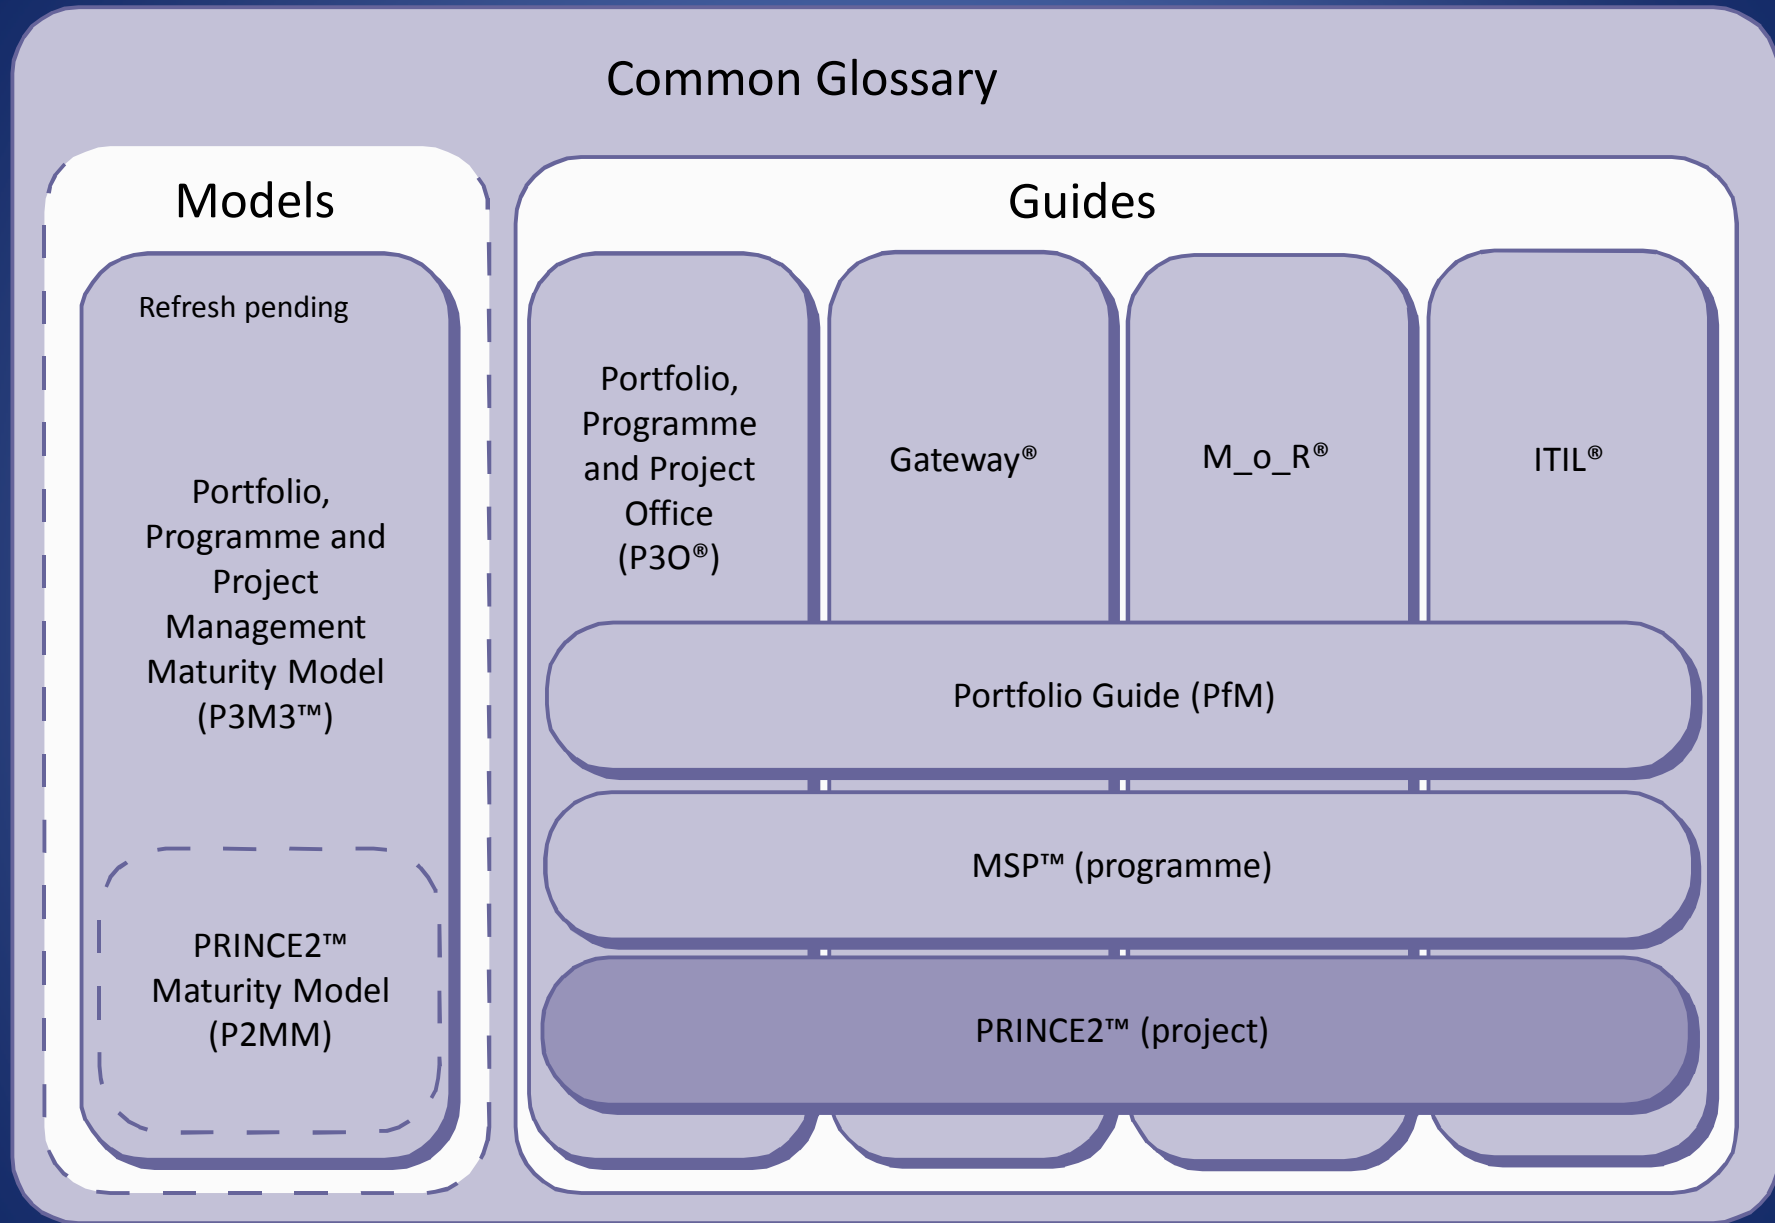 Common Glossary
Models
Refresh pending
Portfolio,
Programme and
Project
Management
Maturity Model
(P3M3™)
PRINCE2™
Maturity Model
(P2MM)
Guides
Portfolio,
Programme
and Project
Office
(P3O®)
Gateway®
M_o_R®
ITIL®
Portfolio Guide (PfM)
MSP™ (programme)
PRINCE2™ (project)